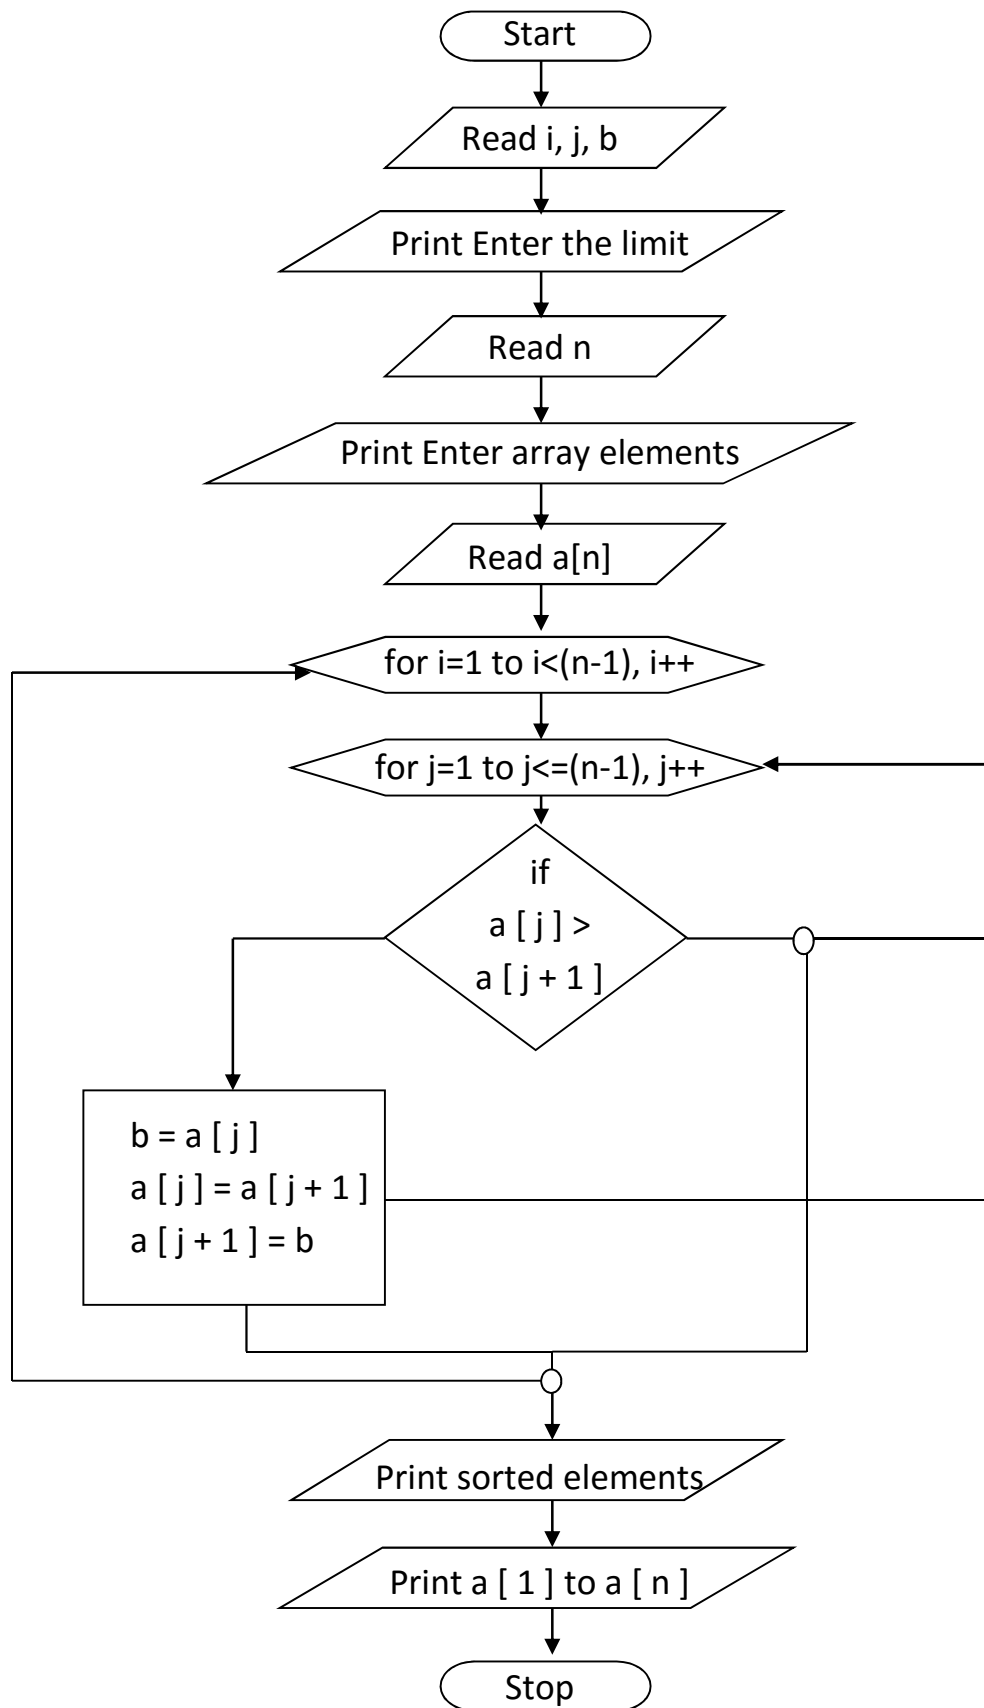 Start
Read i, j, b
Print Enter the limit
Read n
Print Enter array elements
Read a[n]
for i=1 to i<(n-1), i++
for j=1 to j<=(n-1), j++
if
a [ j ] >
a [ j + 1 ]
b = a [ j ]
a [ j ] = a [ j + 1 ]
a [ j + 1 ] = b
Print sorted elements
Print a [ 1 ] to a [ n ]
Stop